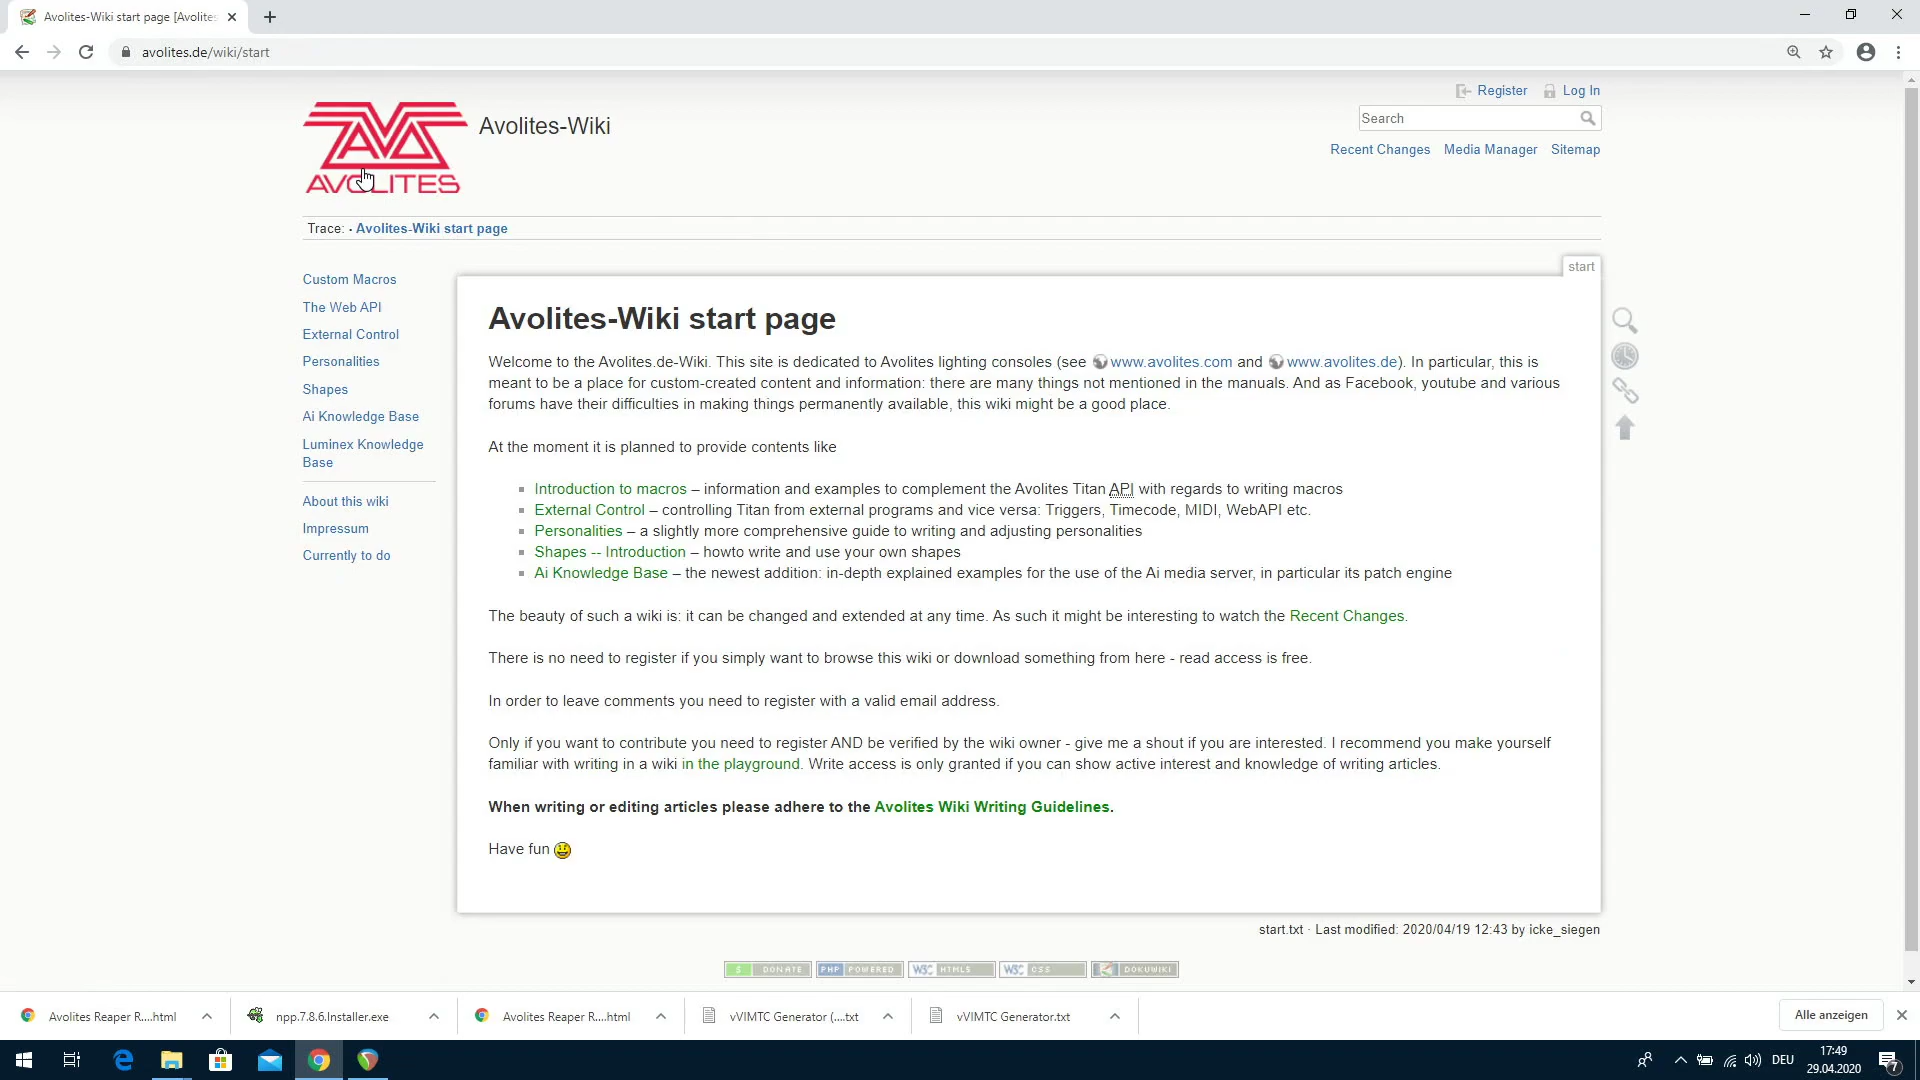 Avolites-Wiki start page [Avolites
avolites.de/wiki/start
Register
Log In
AVOLITES
Avolites-Wiki
Search
Recent Changes
Media Manager
Sitemap
Trace: • Avolites-Wiki start page
start
Custom Macros
The Web API
External Control
Personalities
Shapes
Ai Knowledge Base
Luminex Knowledge
Base
About this wiki
Impressum
Currently to do
Avolites-Wiki start page
Welcome to the Avolites.de-Wiki. This site is dedicated to Avolites lighting consoles (see www.avolites.com and www.avolites.de). In particular, this is
meant to be a place for custom-created content and information: there are many things not mentioned in the manuals. And as Facebook, youtube and various
forums have their difficulties in making things permanently available, this wiki might be a good place.
At the moment it is planned to provide contents like
Introduction to macros – information and examples to complement the Avolites Titan API with regards to writing macros
External Control – controlling Titan from external programs and vice versa: Triggers, Timecode, MIDI, WebAPI etc.
Personalities – a slightly more comprehensive guide to writing and adjusting personalities
Shapes -- Introduction – howto write and use your own shapes
Ai Knowledge Base – the newest addition: in-depth explained examples for the use of the Ai media server, in particular its patch engine
The beauty of such a wiki is: it can be changed and extended at any time. As such it might be interesting to watch the Recent Changes.
There is no need to register if you simply want to browse this wiki or download something from here - read access is free.
In order to leave comments you need to register with a valid email address.
Only if you want to contribute you need to register AND be verified by the wiki owner - give me a shout if you are interested. I recommend you make yourself
familiar with writing in a wiki in the playground. Write access is only granted if you can show active interest and knowledge of writing articles.
When writing or editing articles please adhere to the Avolites Wiki Writing Guidelines.
Have fun
start.txt · Last modified: 2020/04/19 12:43 by icke_siegen
$ DONATE
PHP POWERED
W3C HTML5
W3C CSS
DOKUWIKI
Avolites Reaper R....html
npp.7.8.6.Installer.exe
Avolites Reaper R....html
vVIMTC Generator (....txt
vVIMTC Generator.txt
Alle anzeigen
DEU
17:49
29.04.2020
7